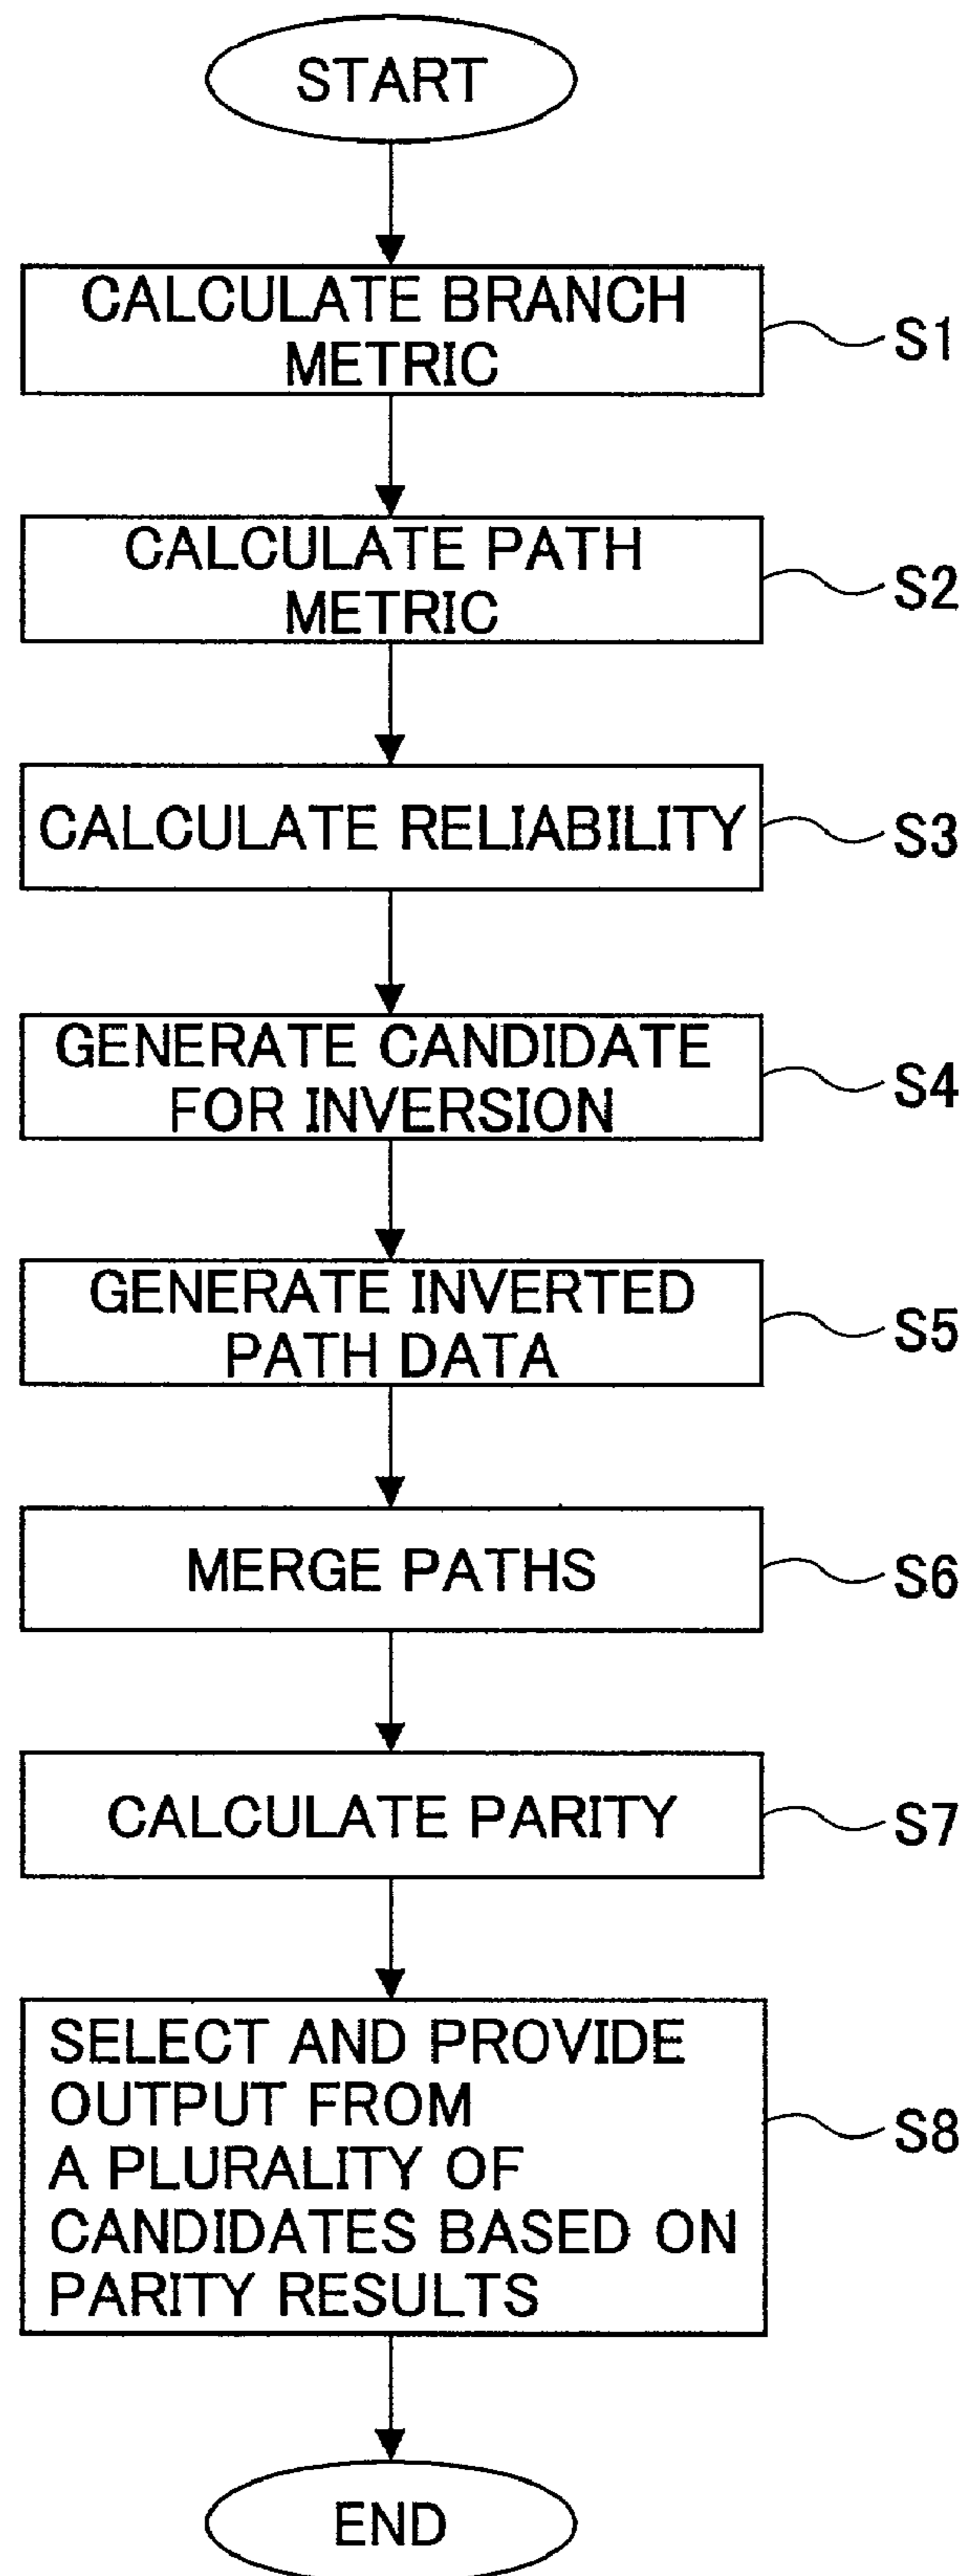 START
CALCULATE BRANCH
METRIC
S1
CALCULATE PATH
METRIC
S2
CALCULATE RELIABILITY
S3
GENERATE CANDIDATE
FOR INVERSION
S4
GENERATE INVERTED
PATH DATA
S5
MERGE PATHS
S6
CALCULATE PARITY
S7
SELECT AND PROVIDE
OUTPUT FROM
A PLURALITY OF
CANDIDATES BASED ON
PARITY RESULTS
S8
END